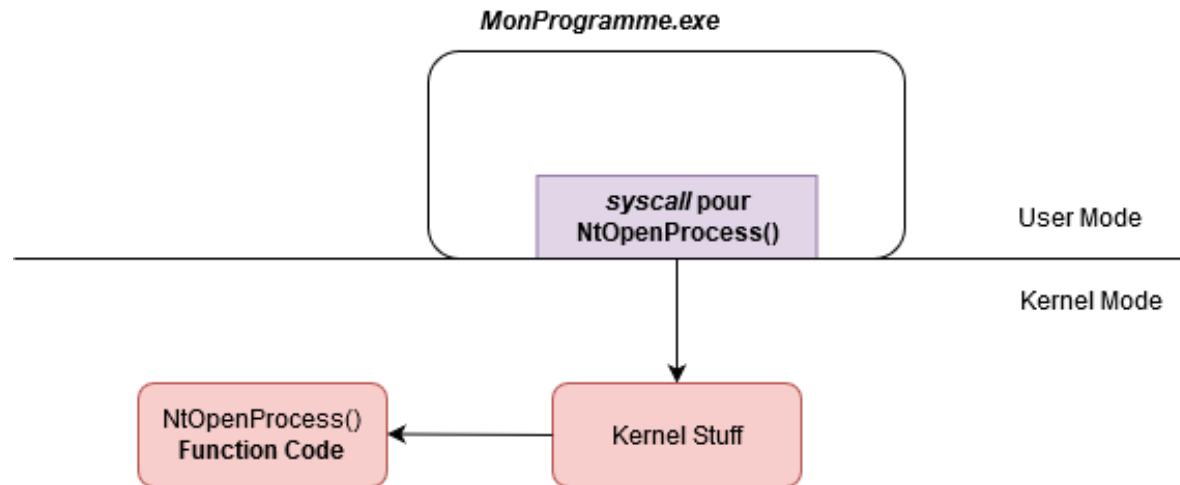 MonProgramme.exe
syscall pour
NtOpenProcess()
User Mode
Kernel Mode
NtOpenProcess()
Function Code
Kernel Stuff